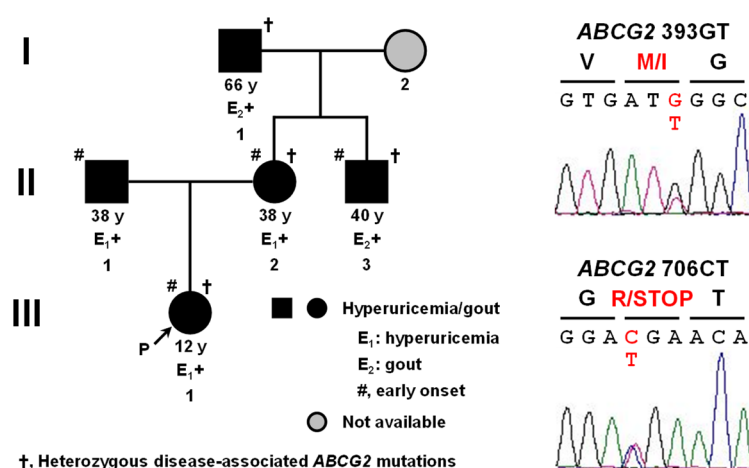 I
†
66 y
E₂+
1
2
II
#
38 y
E₁+
1
#
†
38 y
E₁+
2
#
†
40 y
E₂+
3
III
#
†
P
12 y
E₁+
1
Hyperuricemia/gout
E₁: hyperuricemia
E₂: gout
#, early onset
Not available
†, Heterozygous disease-associated ABCG2 mutations
ABCG2 393GT
V M/I G
G T G A T G G G C
T
ABCG2 706CT
G R/STOP T
G G A C G A A C A
T